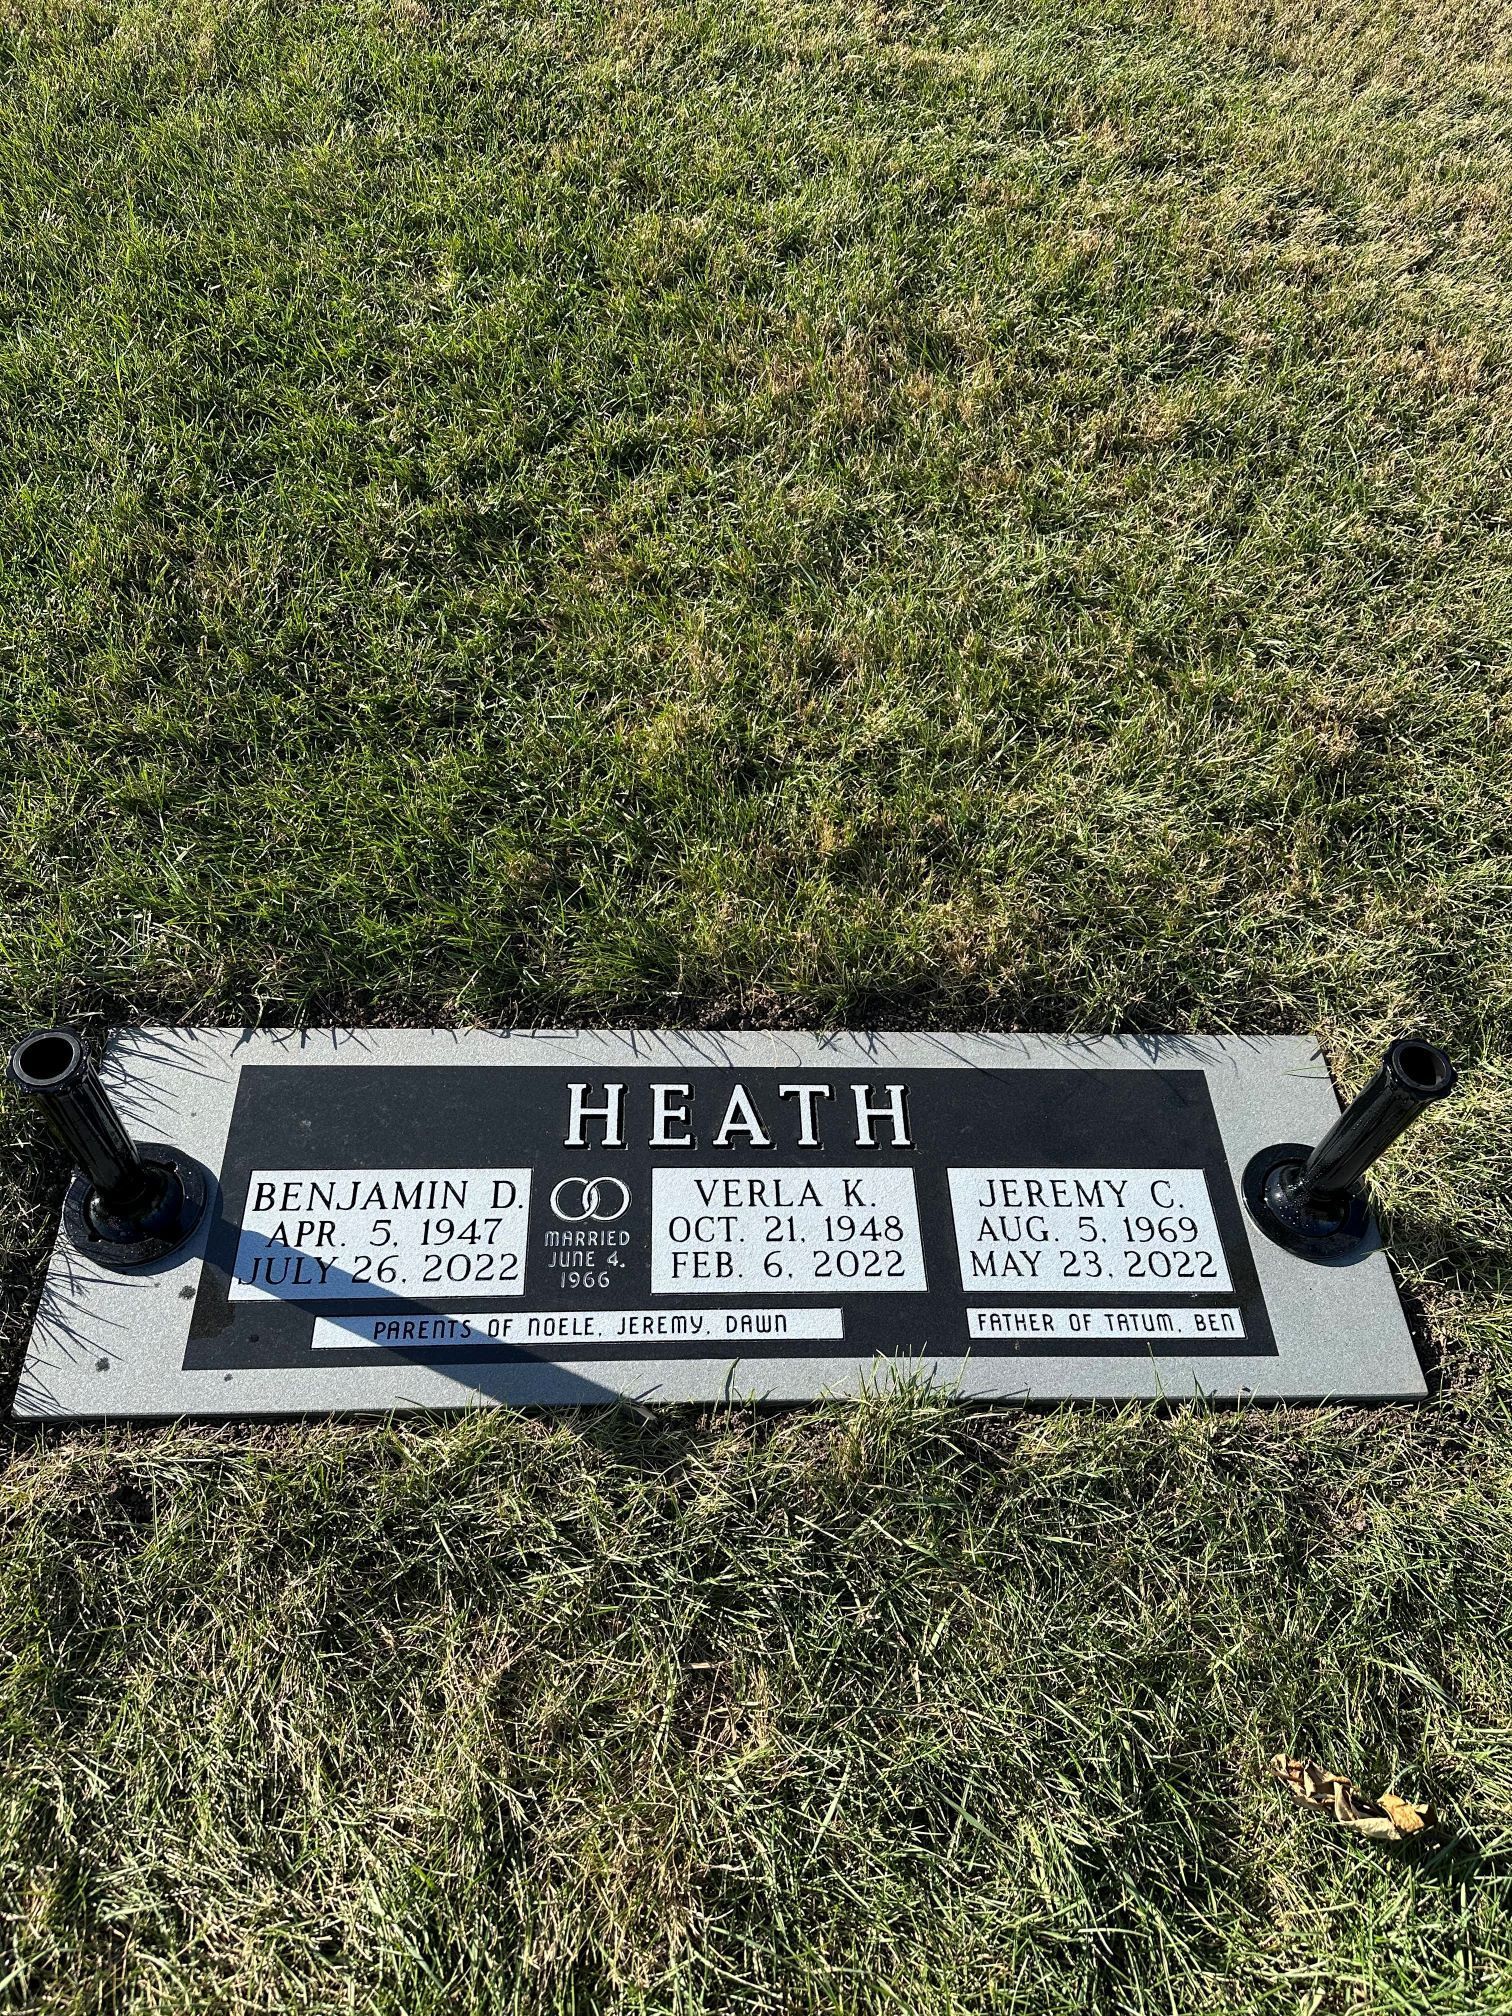 HEATH
BENJAMIN D.
APR. 5, 1947
JULY 26, 2022
MARRIED
JUNE 4,
1966
VERLA K.
OCT. 21, 1948
FEB. 6, 2022
JEREMY C.
AUG. 5, 1969
MAY 23, 2022
PARENTS OF NOELE, JEREMY, DAWN
FATHER OF TATUM, BEN